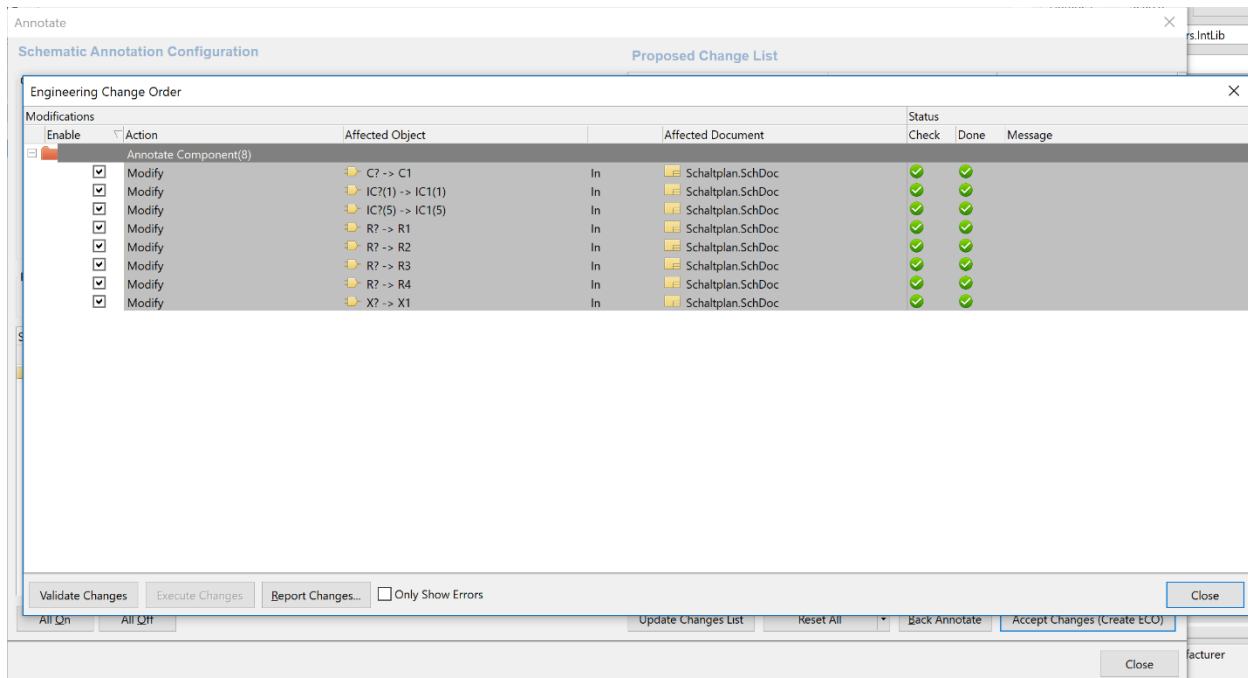 Annotate
rs.IntLib
Schematic Annotation Configuration
Proposed Change List
Engineering Change Order
Modifications Status
Enable Action Affected Object Affected Document Check Done Message
Annotate Component(8)
Modify C? -> C1 In Schaltplan.SchDoc
Modify IC?(1) -> IC1(1) In Schaltplan.SchDoc
Modify IC?(5) -> IC1(5) In Schaltplan.SchDoc
Modify R? -> R1 In Schaltplan.SchDoc
Modify R? -> R2 In Schaltplan.SchDoc
Modify R? -> R3 In Schaltplan.SchDoc
Modify R? -> R4 In Schaltplan.SchDoc
Modify X? -> X1 In Schaltplan.SchDoc
Validate Changes Execute Changes Report Changes... Only Show Errors Close
All On All Off Update Changes List Reset All Back Annotate Accept Changes (Create ECO)
Close
facturer